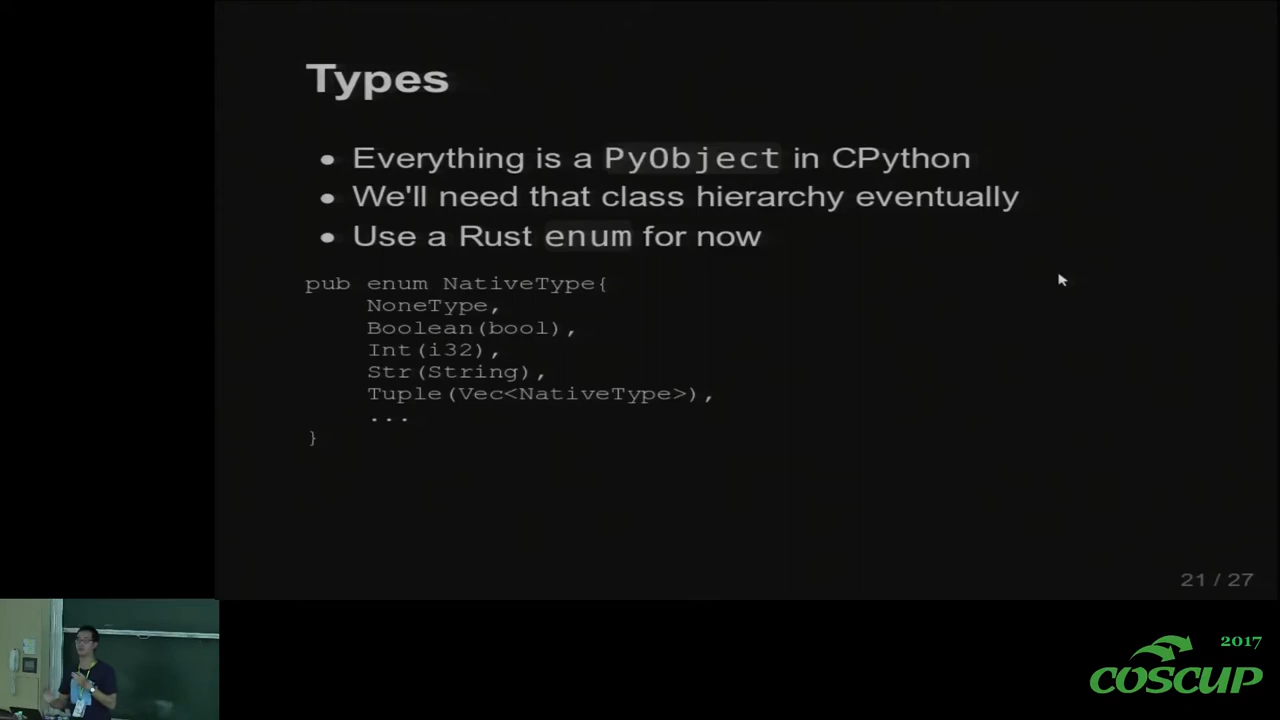 Types
• Everything is a PyObject in CPython
• We'll need that class hierarchy eventually
• Use a Rust enum for now
pub enum NativeType{
    NoneType,
    Boolean(bool),
    Int(i32),
    Str(String),
    Tuple(Vec<NativeType>),
    ...
}
21 / 27
2017
COSCUP